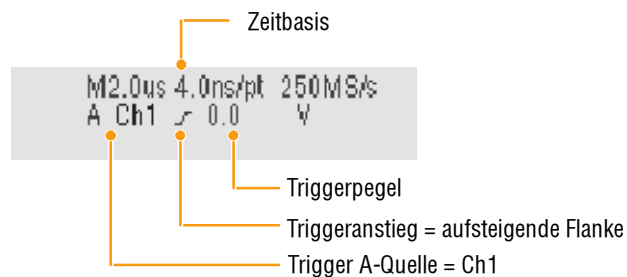 Zeitbasis
M2.0us 4.0ns/pt 250MS/s
A Ch1 0.0 V
Triggerpegel
Triggeranstieg = aufsteigende Flanke
Trigger A-Quelle = Ch1